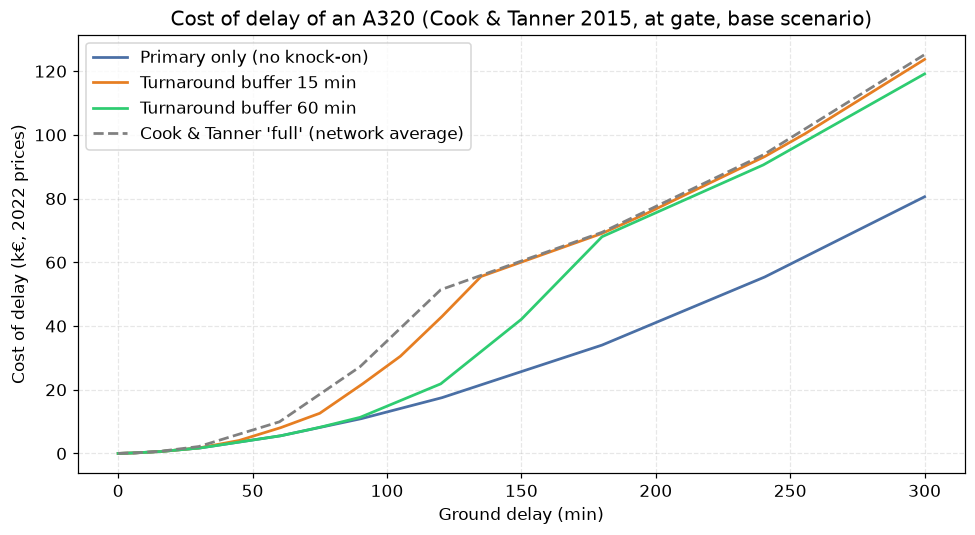 Cost of delay of an A320 (Cook & Tanner 2015, at gate, base scenario)
Primary only (no knock-on)
Turnaround buffer 15 min
Turnaround buffer 60 min
Cook & Tanner 'full' (network average)
Cost of delay (k€, 2022 prices)
120
100
80
60
40
20
0
0 50 100 150 200 250 300
Ground delay (min)